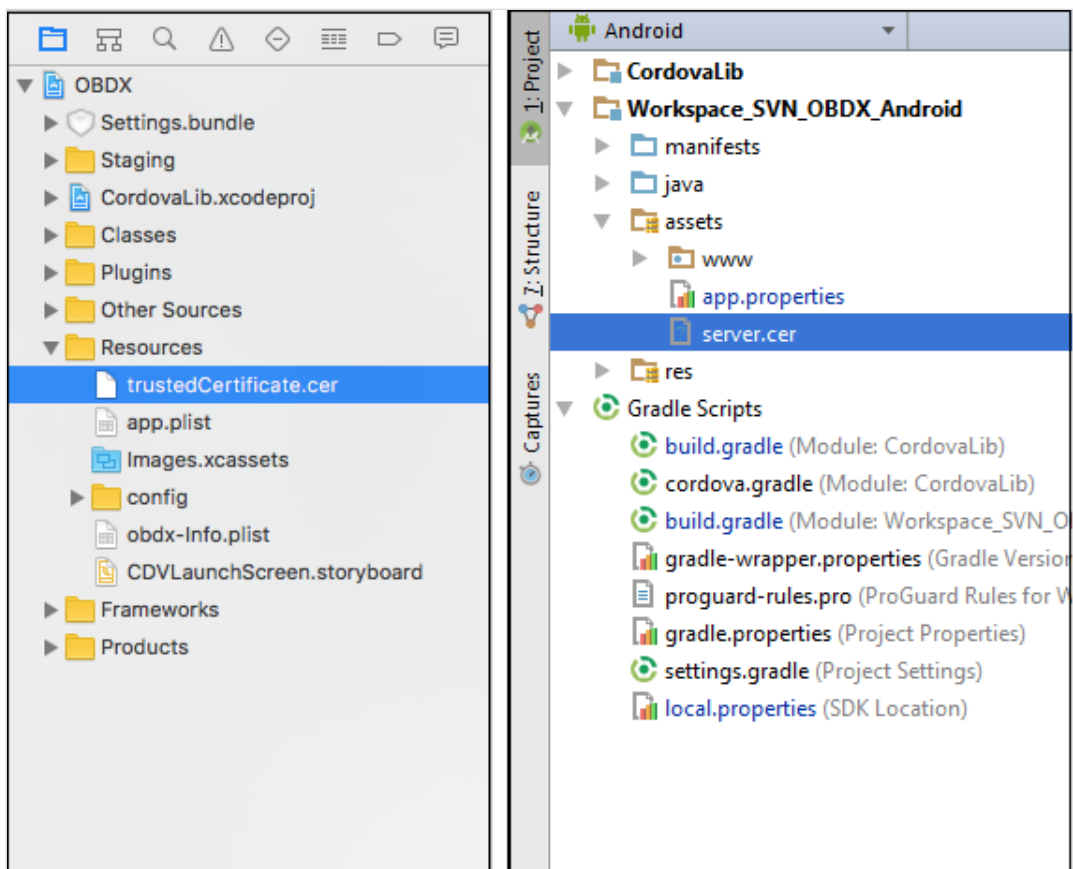 OBDX
Settings.bundle
Staging
CordovaLib.xcodeproj
Classes
Plugins
Other Sources
Resources
trustedCertificate.cer
app.plist
Images.xcassets
config
obdx-Info.plist
CDVLaunchScreen.storyboard
Frameworks
Products
1: Project
7: Structure
Captures
Android
CordovaLib
Workspace_SVN_OBDX_Android
manifests
java
assets
www
app.properties
server.cer
res
Gradle Scripts
build.gradle (Module: CordovaLib)
cordova.gradle (Module: CordovaLib)
build.gradle (Module: Workspace_SVN_O
gradle-wrapper.properties (Gradle Version
proguard-rules.pro (ProGuard Rules for W
gradle.properties (Project Properties)
settings.gradle (Project Settings)
local.properties (SDK Location)